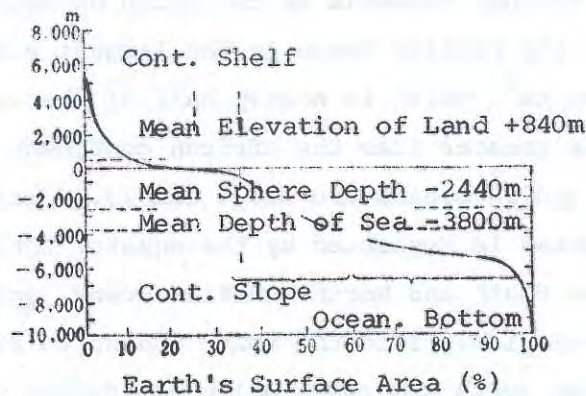 m
8.000
6.000
4.000
2.000
0
−2.000
−4.000
−6.000
−8.000
−10.000
Cont. Shelf
Mean Elevation of Land +840m
Mean Sphere Depth −2440m
Mean Depth of Sea −3800m
Cont. Slope
Ocean. Bottom
0 10 20 30 40 50 60 70 80 90 100
Earth's Surface Area (%)